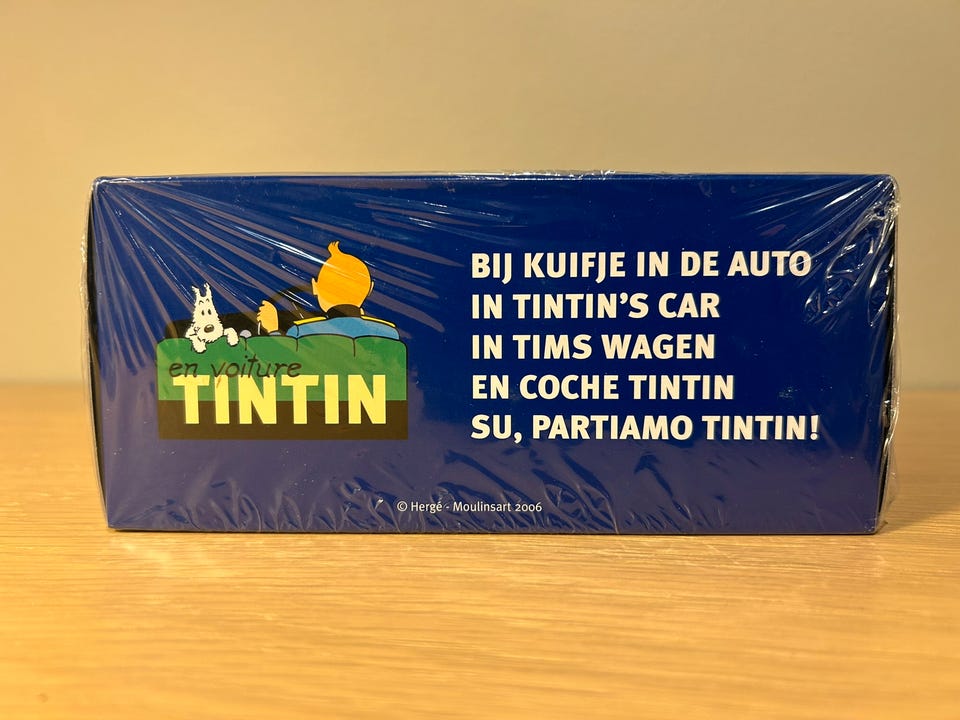 en voiture
TINTIN
BIJ KUIFJE IN DE AUTO
IN TINTIN'S CAR
IN TIMS WAGEN
EN COCHE TINTIN
SU, PARTIAMO TINTIN!
© Hergé - Moulinsart 2006